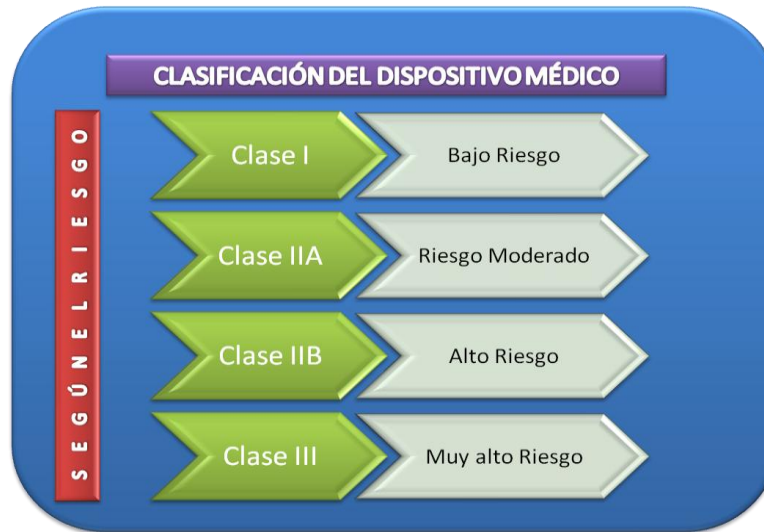 CLASIFICACIÓN DEL DISPOSITIVO MÉDICO
SEGÚNELRIESGO
Clase I
Bajo Riesgo
Clase IIA
Riesgo Moderado
Clase IIB
Alto Riesgo
Clase III
Muy alto Riesgo